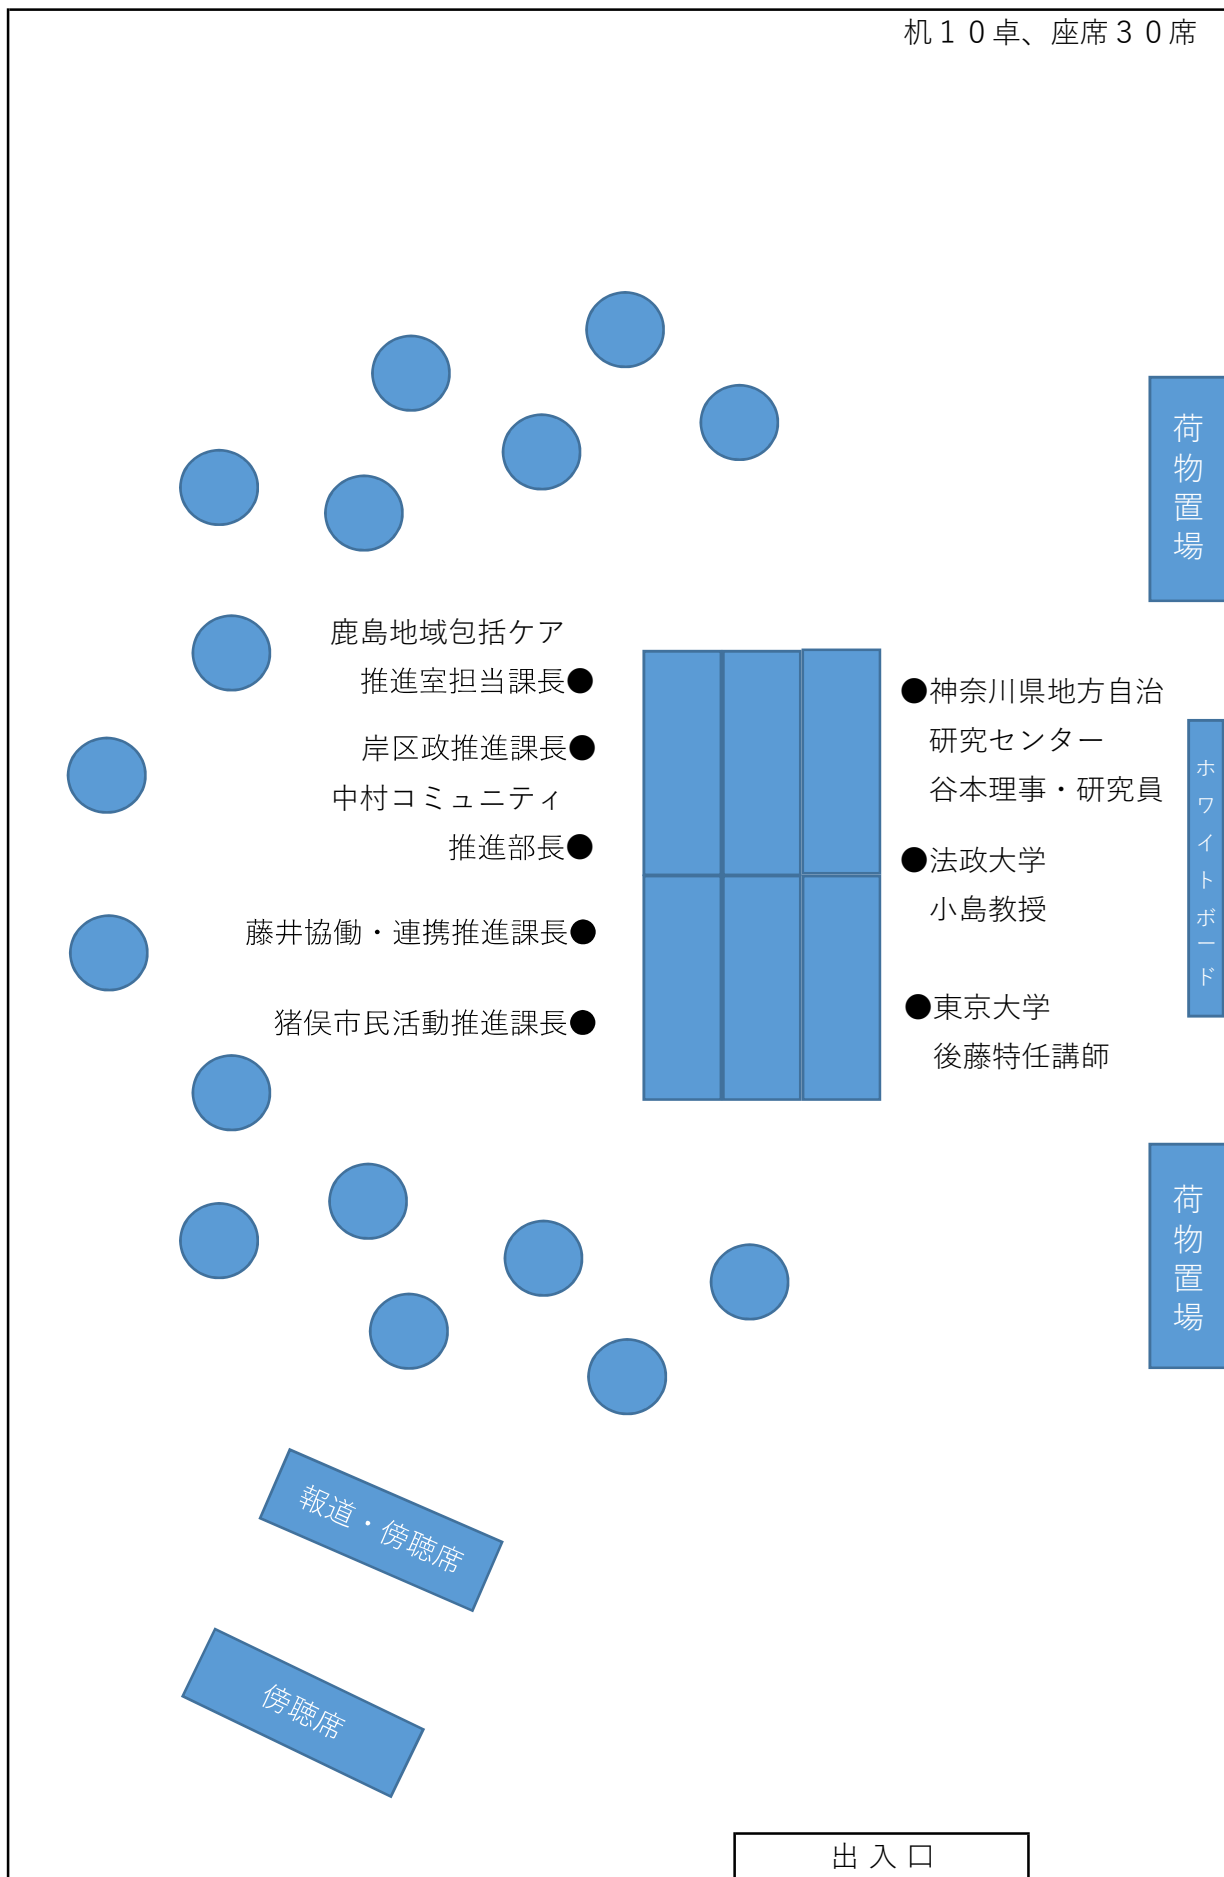 机１０卓、座席３０席
荷物置場
鹿島地域包括ケア
推進室担当課長●
岸区政推進課長●
中村コミュニティ
推進部長●
藤井協働・連携推進課長●
猪俣市民活動推進課長●
●神奈川県地方自治
研究センター
谷本理事・研究員
●法政大学
小島教授
●東京大学
後藤特任講師
ホワイトボード
荷物置場
報道・傍聴席
傍聴席
出入口